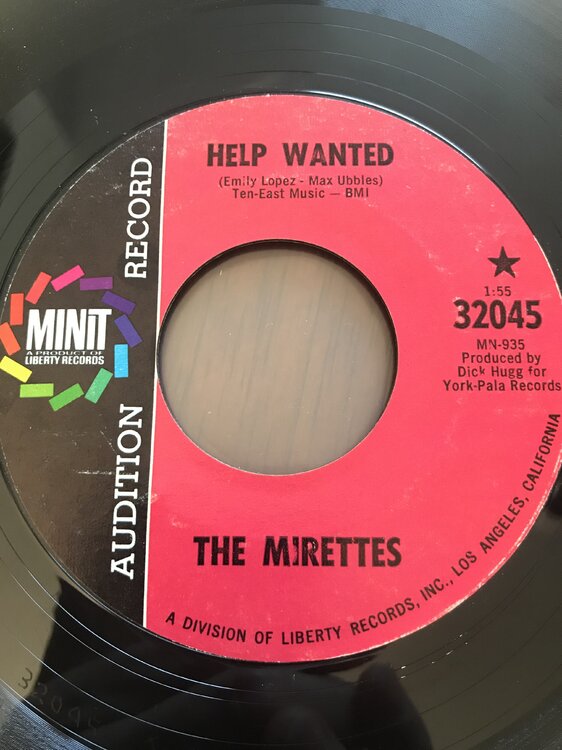 HELP WANTED
(Emily Lopez - Max Ubbles)
Ten-East Music — BMI
AUDITION RECORD
MINIT
A PRODUCT OF
LIBERTY RECORDS
★
1:55
32045
MN-935
Produced by
Dick Hugg for
York-Pala Records
THE MIRETTES
A DIVISION OF LIBERTY RECORDS, INC., LOS ANGELES, CALIFORNIA